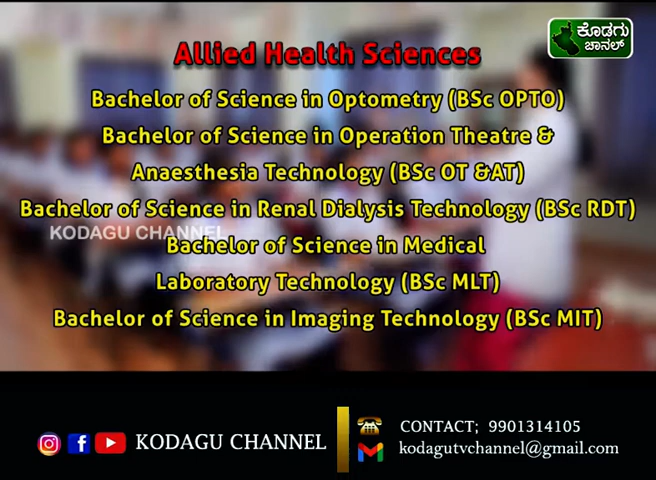 ಕೊಡಗು
ಚಾನಲ್
Allied Health Sciences
Bachelor of Science in Optometry (BSc OPTO)
Bachelor of Science in Operation Theatre &
Anaesthesia Technology (BSc OT &AT)
Bachelor of Science in Renal Dialysis Technology (BSc RDT)
KODAGU CHANNEL
Bachelor of Science in Medical
Laboratory Technology (BSc MLT)
Bachelor of Science in Imaging Technology (BSc MIT)
KODAGU CHANNEL
CONTACT; 9901314105
kodagutvchannel@gmail.com